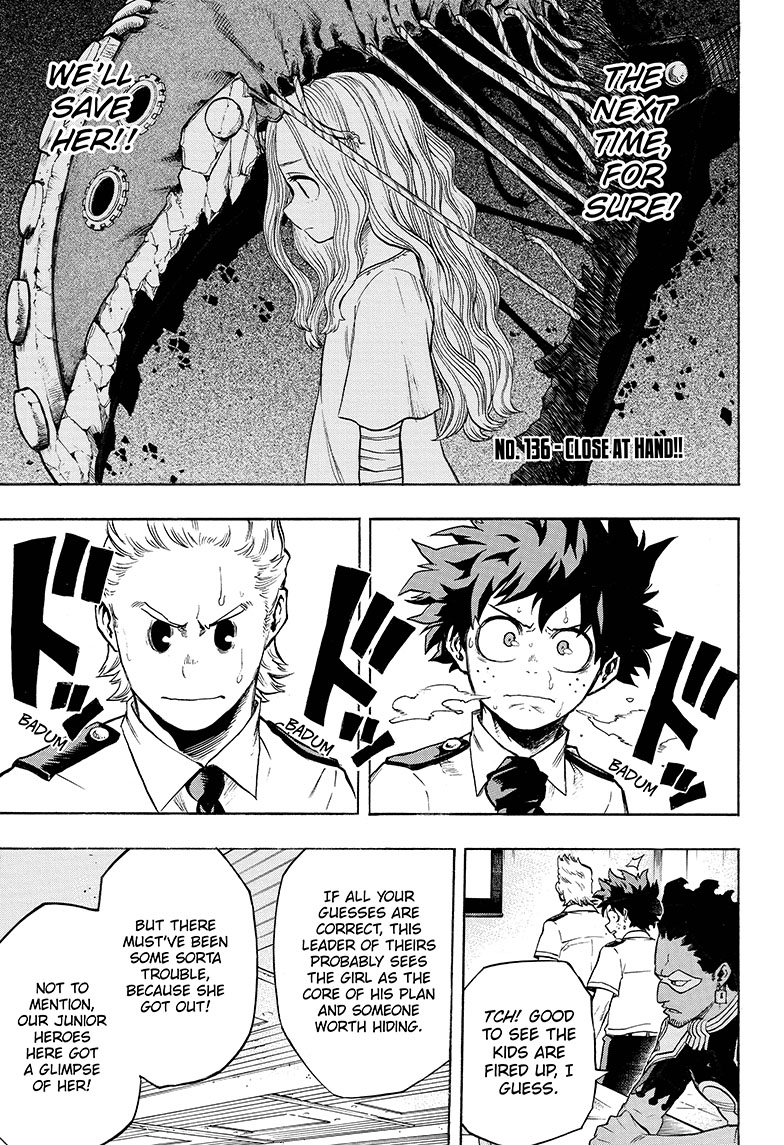 THE
NEXT
TIME,
FOR
SURE!
WE'LL
SAVE
HER!!
NO. 136 - CLOSE AT HAND!!
ドッ
BADUM
ドッ
BADUM
ド
BADUM
TCH! GOOD
TO SEE THE
KIDS ARE
FIRED UP, I
GUESS.
IF ALL YOUR
GUESSES ARE
CORRECT, THIS
LEADER OF THEIRS
PROBABLY SEES
THE GIRL AS THE
CORE OF HIS PLAN
AND SOMEONE
WORTH HIDING.
BUT THERE
MUST'VE BEEN
SOME SORTA
TROUBLE,
BECAUSE SHE
GOT OUT!
NOT TO
MENTION,
OUR JUNIOR
HEROES
HERE GOT
A GLIMPSE
OF HER!